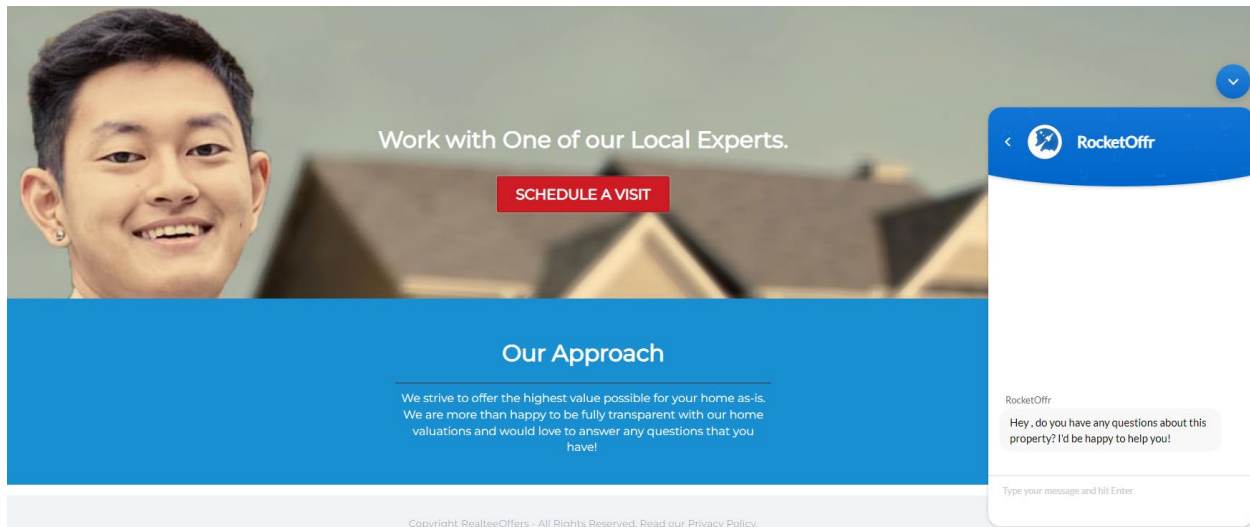 Work with One of our Local Experts.
SCHEDULE A VISIT
Our Approach
We strive to offer the highest value possible for your home as-is.
We are more than happy to be fully transparent with our home
valuations and would love to answer any questions that you
have!
Copyright RealteeOffers - All Rights Reserved. Read our Privacy Policy.
RocketOffr
RocketOffr
Hey , do you have any questions about this
property? I'd be happy to help you!
Type your message and hit Enter